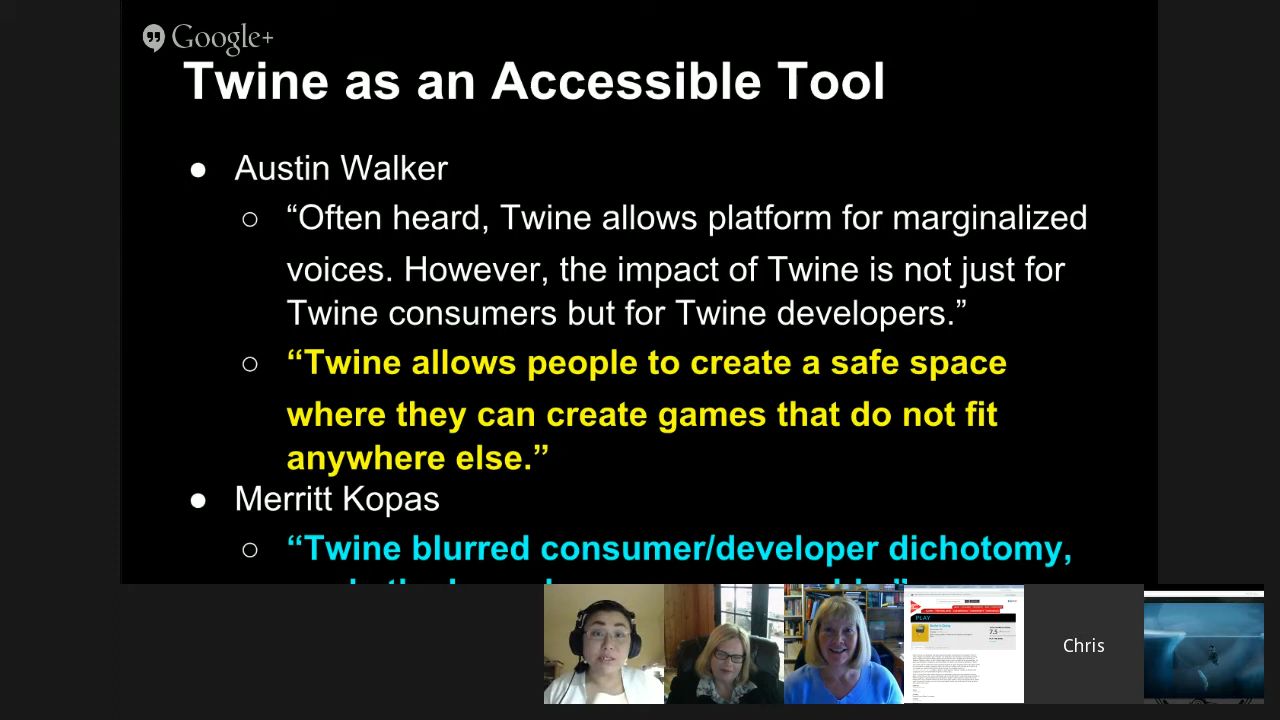 Google+
Twine as an Accessible Tool
● Austin Walker
○ “Often heard, Twine allows platform for marginalized
voices. However, the impact of Twine is not just for
Twine consumers but for Twine developers.”
○ “Twine allows people to create a safe space
where they can create games that do not fit
anywhere else.”
● Merritt Kopas
○ “Twine blurred consumer/developer dichotomy,
PLAY
7.5
Chris